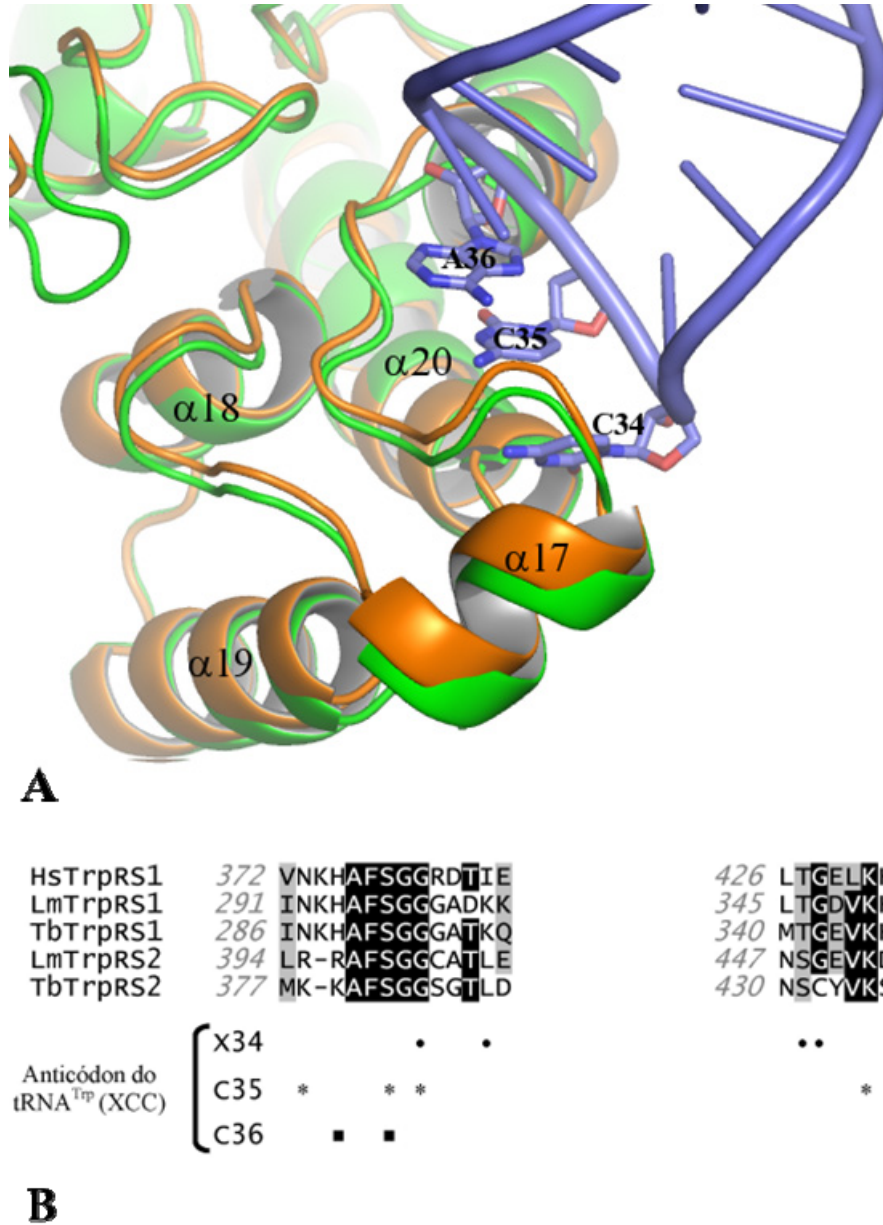 A36
C35
α20
α18
C34
α17
α19
A
HsTrpRS1 372 VNKHAFSGGRDTIE 426 LTGELK
LmTrpRS1 291 INKHAFSGGGADKK 345 LTGDVK
TbTrpRS1 286 INKHAFSGGGATKQ 340 MTGEVK
LmTrpRS2 394 LR-RAFSGGCATLE 447 NSGEVK
TbTrpRS2 377 MK-KAFSGGSGTLD 430 NSCYVK
Anticódon do
tRNATrp (XCC)
X34 • • ••
C35 * * * *
C36 ■ ■
B